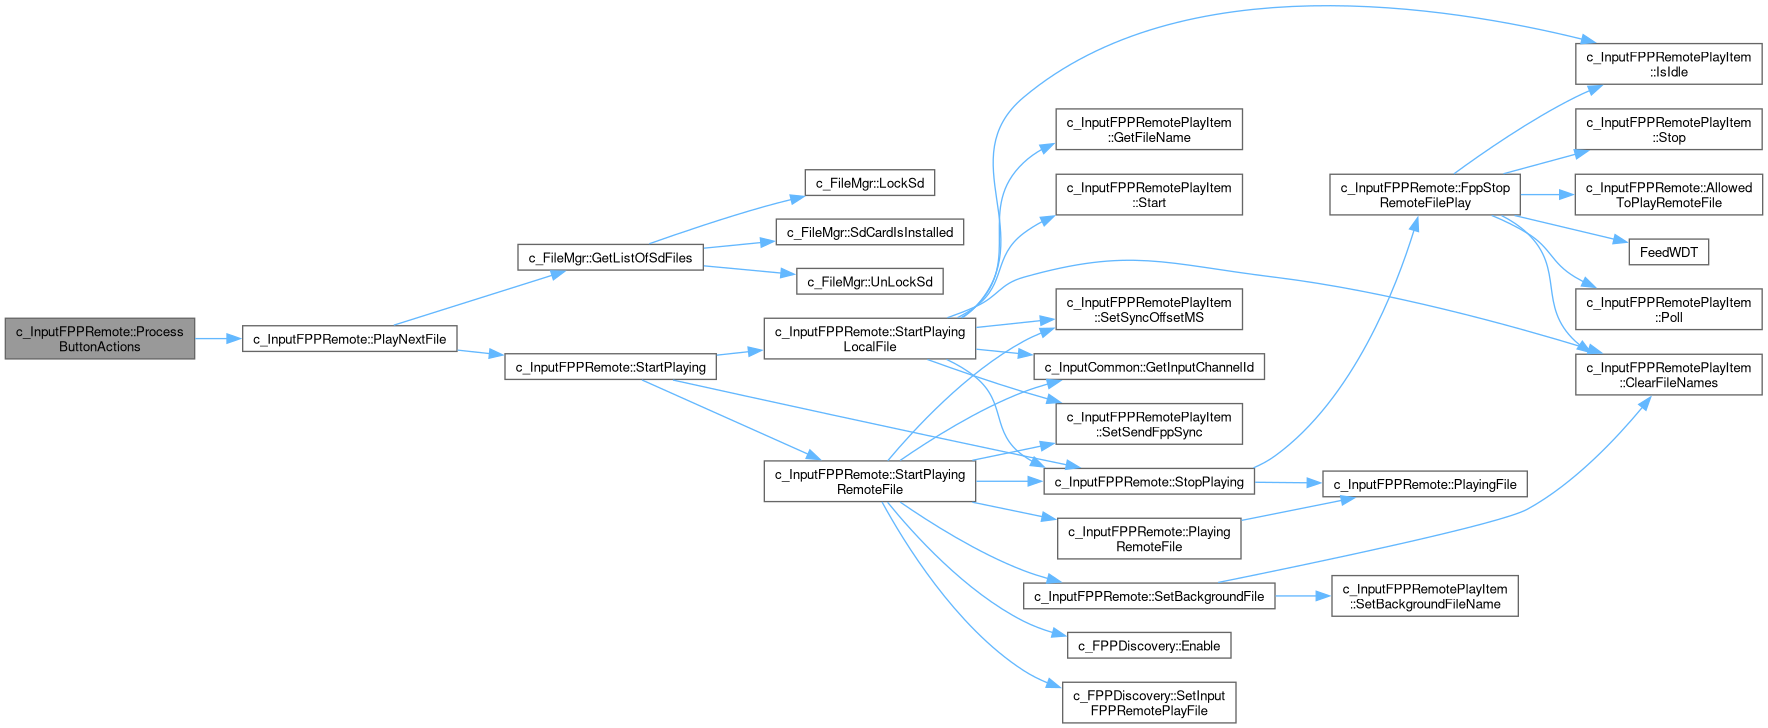 c_InputFPPRemote::Process
ButtonActions
c_InputFPPRemote::PlayNextFile
c_FileMgr::GetListOfSdFiles
c_InputFPPRemote::StartPlaying
c_FileMgr::LockSd
c_FileMgr::SdCardIsInstalled
c_FileMgr::UnLockSd
c_InputFPPRemote::StartPlaying
LocalFile
c_InputFPPRemote::StartPlaying
RemoteFile
c_InputFPPRemotePlayItem
::GetFileName
c_InputFPPRemotePlayItem
::Start
c_InputFPPRemotePlayItem
::SetSyncOffsetMS
c_InputCommon::GetInputChannelId
c_InputFPPRemotePlayItem
::SetSendFppSync
c_InputFPPRemote::StopPlaying
c_InputFPPRemote::Playing
RemoteFile
c_InputFPPRemote::SetBackgroundFile
c_FPPDiscovery::Enable
c_FPPDiscovery::SetInput
FPPRemotePlayFile
c_InputFPPRemote::FppStop
RemoteFilePlay
c_InputFPPRemote::PlayingFile
c_InputFPPRemotePlayItem
::SetBackgroundFileName
c_InputFPPRemotePlayItem
::IsIdle
c_InputFPPRemotePlayItem
::Stop
c_InputFPPRemote::Allowed
ToPlayRemoteFile
FeedWDT
c_InputFPPRemotePlayItem
::Poll
c_InputFPPRemotePlayItem
::ClearFileNames